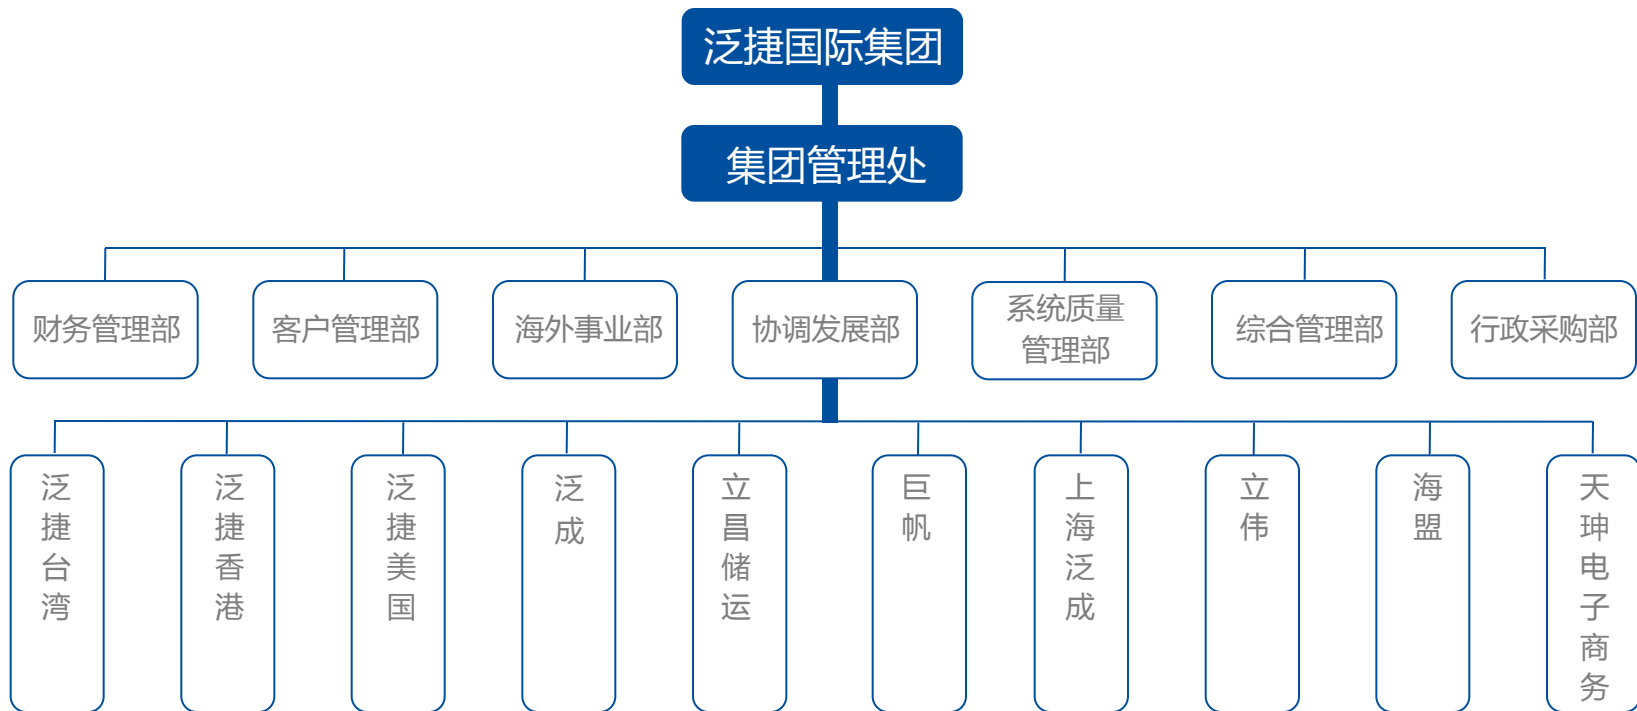 泛捷国际集团
集团管理处
财务管理部
客户管理部
海外事业部
协调发展部
系统质量
管理部
综合管理部
行政采购部
泛捷台湾
泛捷香港
泛捷美国
泛成
立昌储运
巨帆
上海泛成
立伟
海盟
天珅电子商务